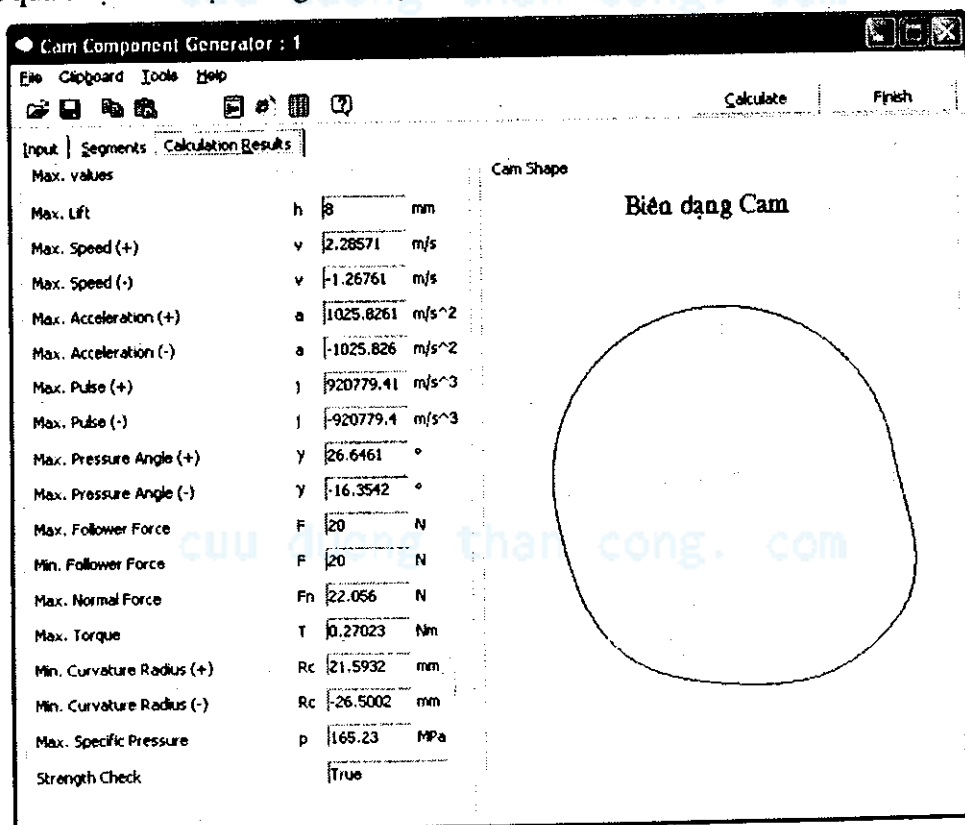 cuu duong than cong. com
Cam Component Generator : 1
File Clipboard Tools Help
Calculate Finish
Input Segments Calculation Results
Max. values
Max. Lift h 8 mm
Max. Speed (+) v 2.28571 m/s
Max. Speed (-) v -1.26761 m/s
Max. Acceleration (+) a 1025.8261 m/s^2
Max. Acceleration (-) a -1025.826 m/s^2
Max. Pulse (+) j 920779.41 m/s^3
Max. Pulse (-) j -920779.4 m/s^3
Max. Pressure Angle (+) γ 26.6461 °
Max. Pressure Angle (-) γ -16.3542 °
Max. Follower Force F 20 N
Min. Follower Force F 20 N
Max. Normal Force Fn 22.056 N
Max. Torque T 0.27023 Nm
Min. Curvature Radius (+) Rc 21.5932 mm
Min. Curvature Radius (-) Rc -26.5002 mm
Max. Specific Pressure p 165.23 MPa
Strength Check True
Cam Shape
Biên dạng Cam
cuu duong than cong. com